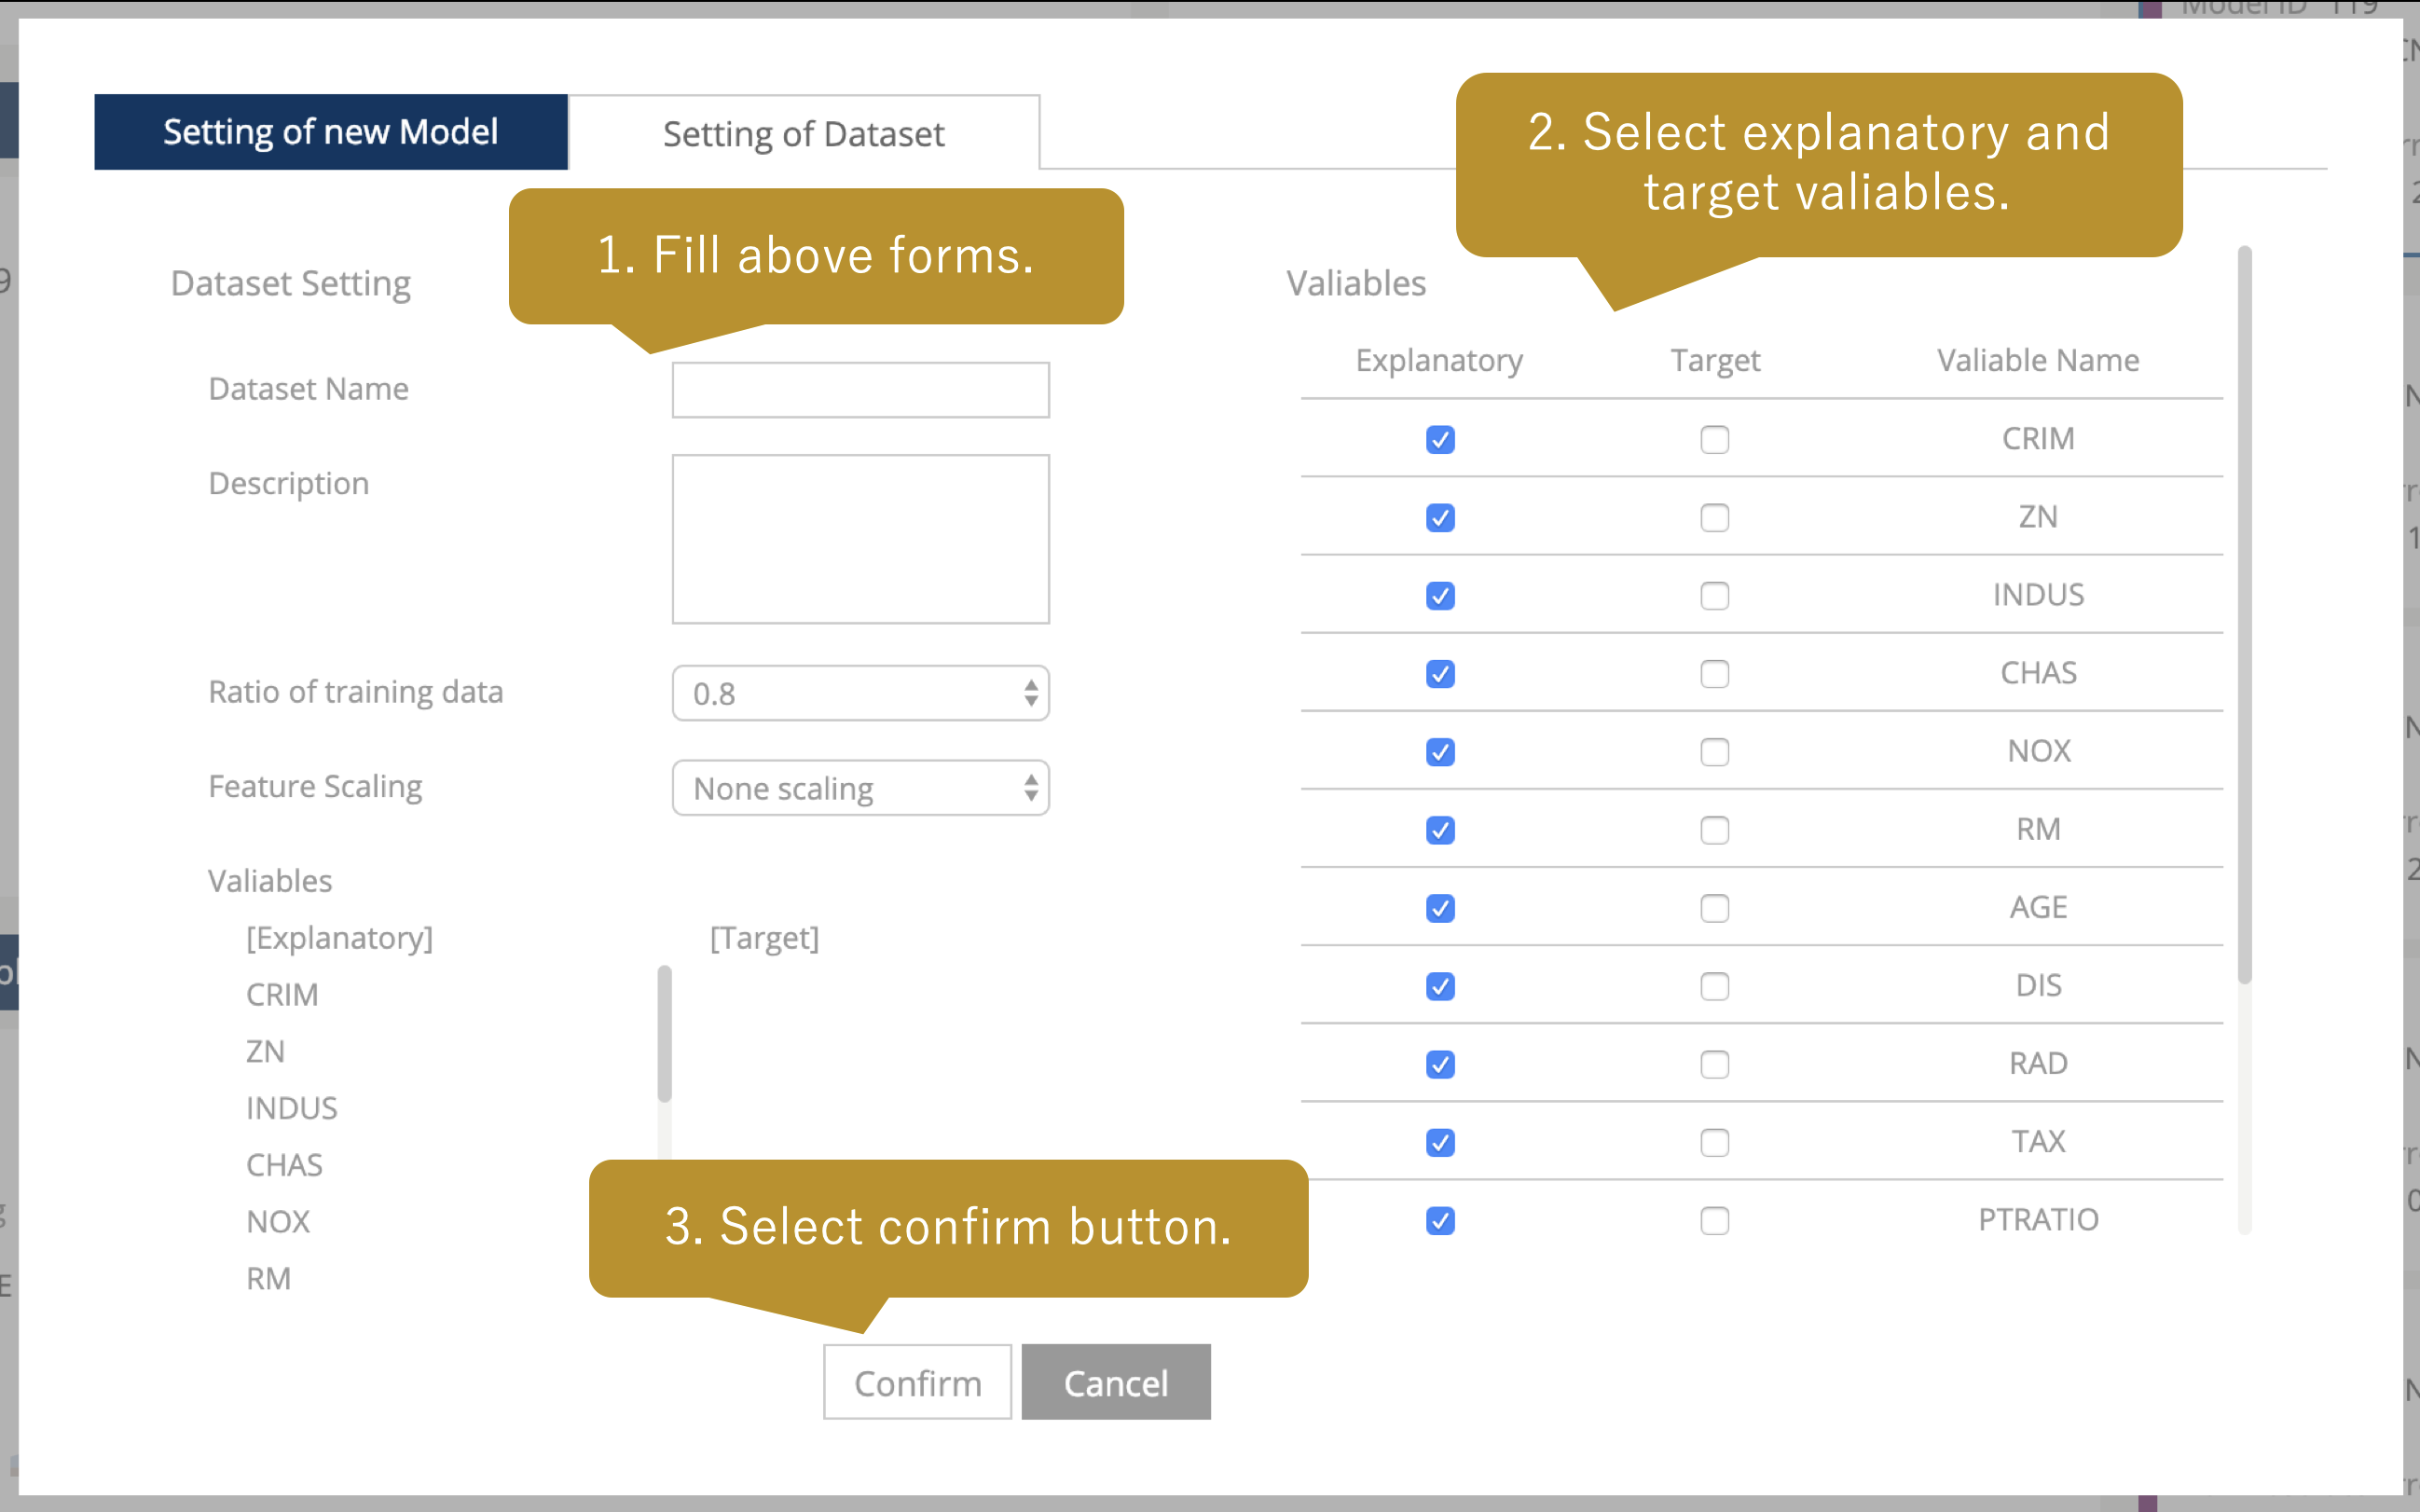 Model ID 119
Setting of new Model
Setting of Dataset
2. Select explanatory and
target valiables.
1. Fill above forms.
Dataset Setting
Dataset Name
Description
Ratio of training data
0.8
Feature Scaling
None scaling
Valiables
[Explanatory]
[Target]
CRIM
ZN
INDUS
CHAS
NOX
RM
3. Select confirm button.
Confirm
Cancel
Valiables
Explanatory Target Valiable Name
CRIM
ZN
INDUS
CHAS
NOX
RM
AGE
DIS
RAD
TAX
PTRATIO